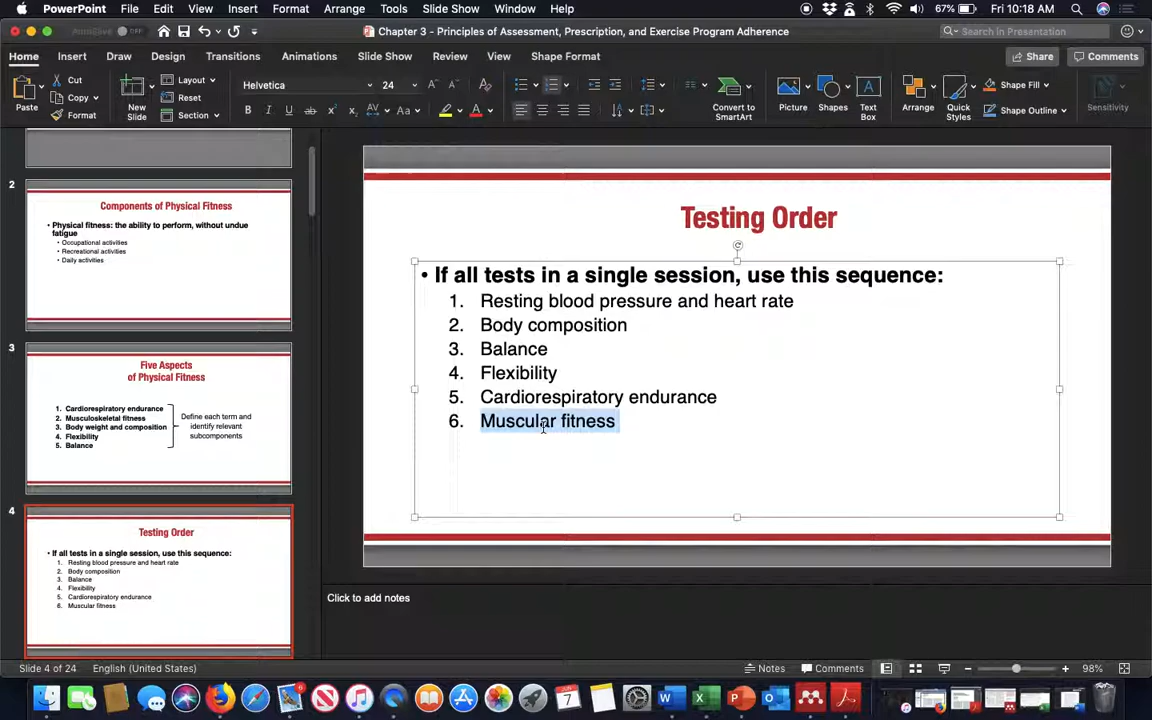 PowerPoint File Edit View Insert Format Arrange Tools Slide Show Window Help 67% Fri 10:18 AM
AutoSave OFF Chapter 3 - Principles of Assessment, Prescription, and Exercise Program Adherence Search in Presentation
Home Insert Draw Design Transitions Animations Slide Show Review View Shape Format Share Comments
Paste Cut Copy Format New Slide Layout Reset Section Helvetica 24 Convert to SmartArt Picture Shapes Text Box Arrange Quick Styles Shape Fill Shape Outline Sensitivity
2
Components of Physical Fitness
• Physical fitness: the ability to perform, without undue
fatigue
• Occupational activities
• Recreational activities
• Daily activities
3
Five Aspects
of Physical Fitness
1. Cardiorespiratory endurance
2. Musculoskeletal fitness
3. Body weight and composition
4. Flexibility
5. Balance
Define each term and
identify relevant
subcomponents
4
Testing Order
• If all tests in a single session, use this sequence:
1. Resting blood pressure and heart rate
2. Body composition
3. Balance
4. Flexibility
5. Cardiorespiratory endurance
6. Muscular fitness
Testing Order
• If all tests in a single session, use this sequence:
1. Resting blood pressure and heart rate
2. Body composition
3. Balance
4. Flexibility
5. Cardiorespiratory endurance
6. Muscular fitness
Click to add notes
Slide 4 of 24 English (United States) Notes Comments 98%